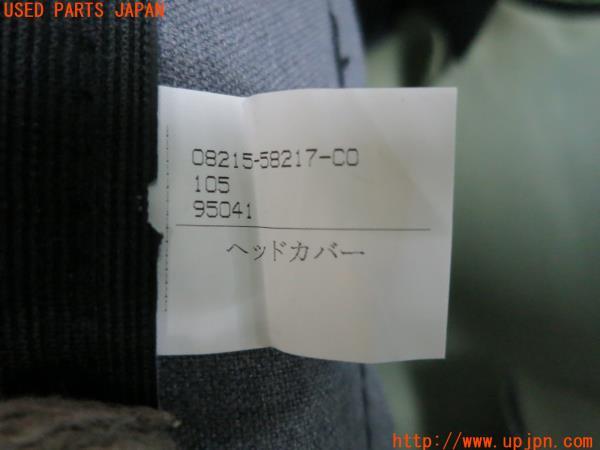 USED PARTS JAPAN
08215-58217-C0
105
95041
ヘッドカバー
http://www.upjpn.com/